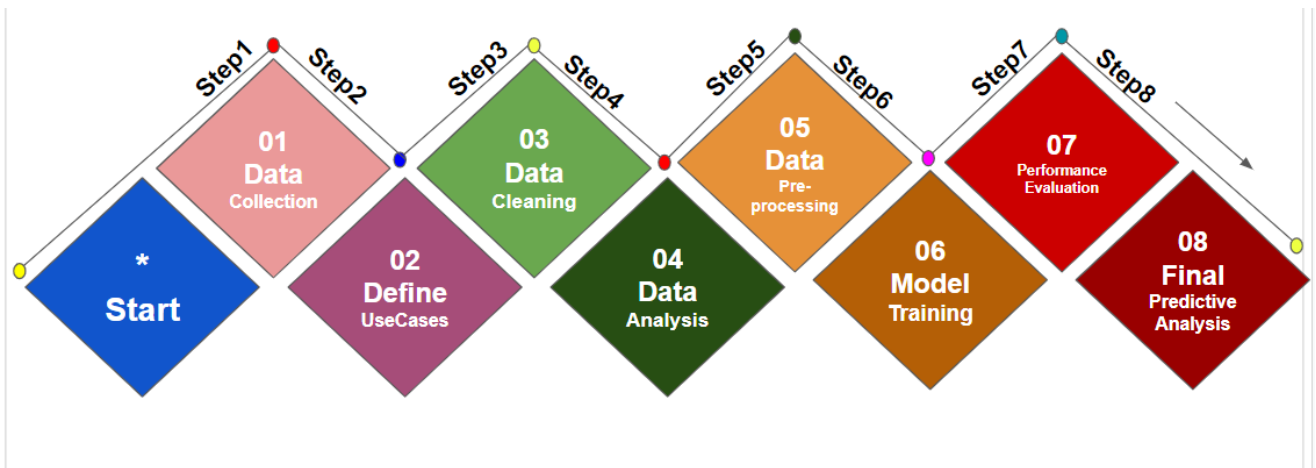 Step1
Step2
Step3
Step4
Step5
Step6
Step7
Step8
*
Start
01
Data
Collection
02
Define
UseCases
03
Data
Cleaning
04
Data
Analysis
05
Data
Pre-
processing
06
Model
Training
07
Performance
Evaluation
08
Final
Predictive
Analysis